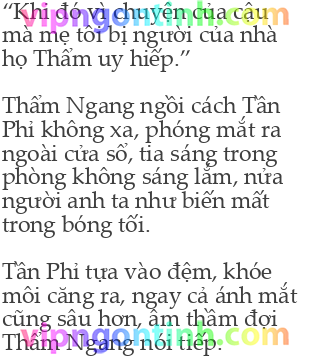 “Khi đó vì chuyện của cậu
mà mẹ tôi bị người của nhà
họ Thẩm uy hiếp.”
Thẩm Ngang ngồi cách Tần
Phỉ không xa, phóng mắt ra
ngoài cửa sổ, tia sáng trong
phòng không sáng lắm, nửa
người anh ta như biến mất
trong bóng tối.
Tần Phỉ tựa vào đệm, khóe
môi căng ra, ngay cả ánh mắt
cũng sâu hơn, âm thầm đợi
Thẩm Ngang nói tiếp.
vipngontinh.com
vipngontinh.com